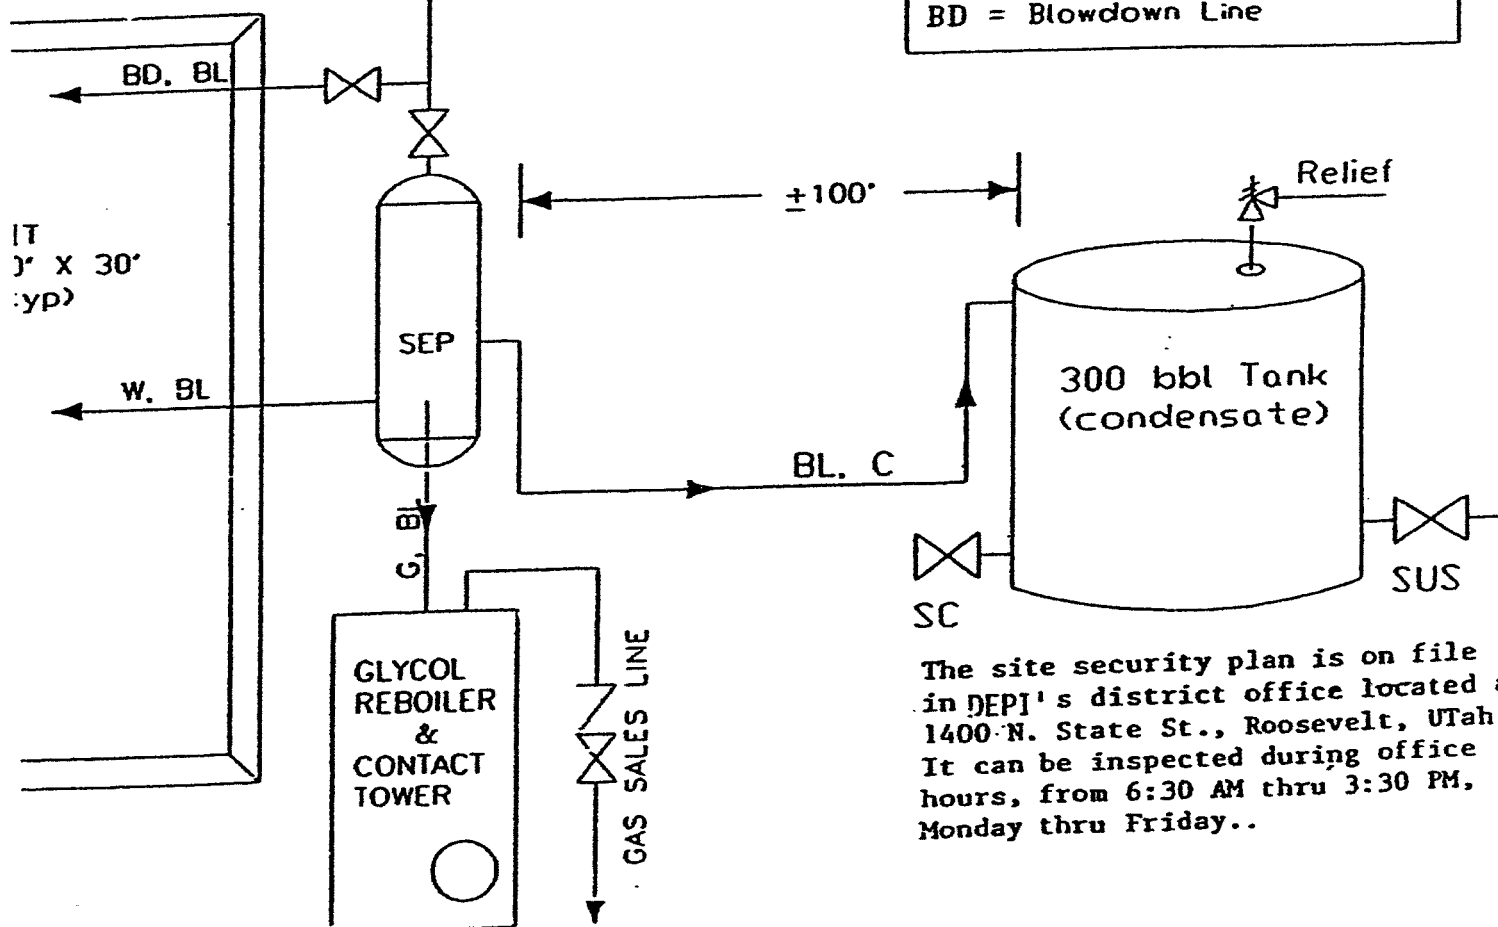 BD = Blowdown Line
BD. BL
±100'
Relief
IT
0' X 30'
typ)
SEP
300 bbl Tank
(condensate)
W. BL
BL. C
G, BL
SC
SUS
GLYCOL
REBOILER
&
CONTACT
TOWER
GAS SALES LINE
The site security plan is on file
in DEPI's district office located a
1400 N. State St., Roosevelt, UTah
It can be inspected during office
hours, from 6:30 AM thru 3:30 PM,
Monday thru Friday..